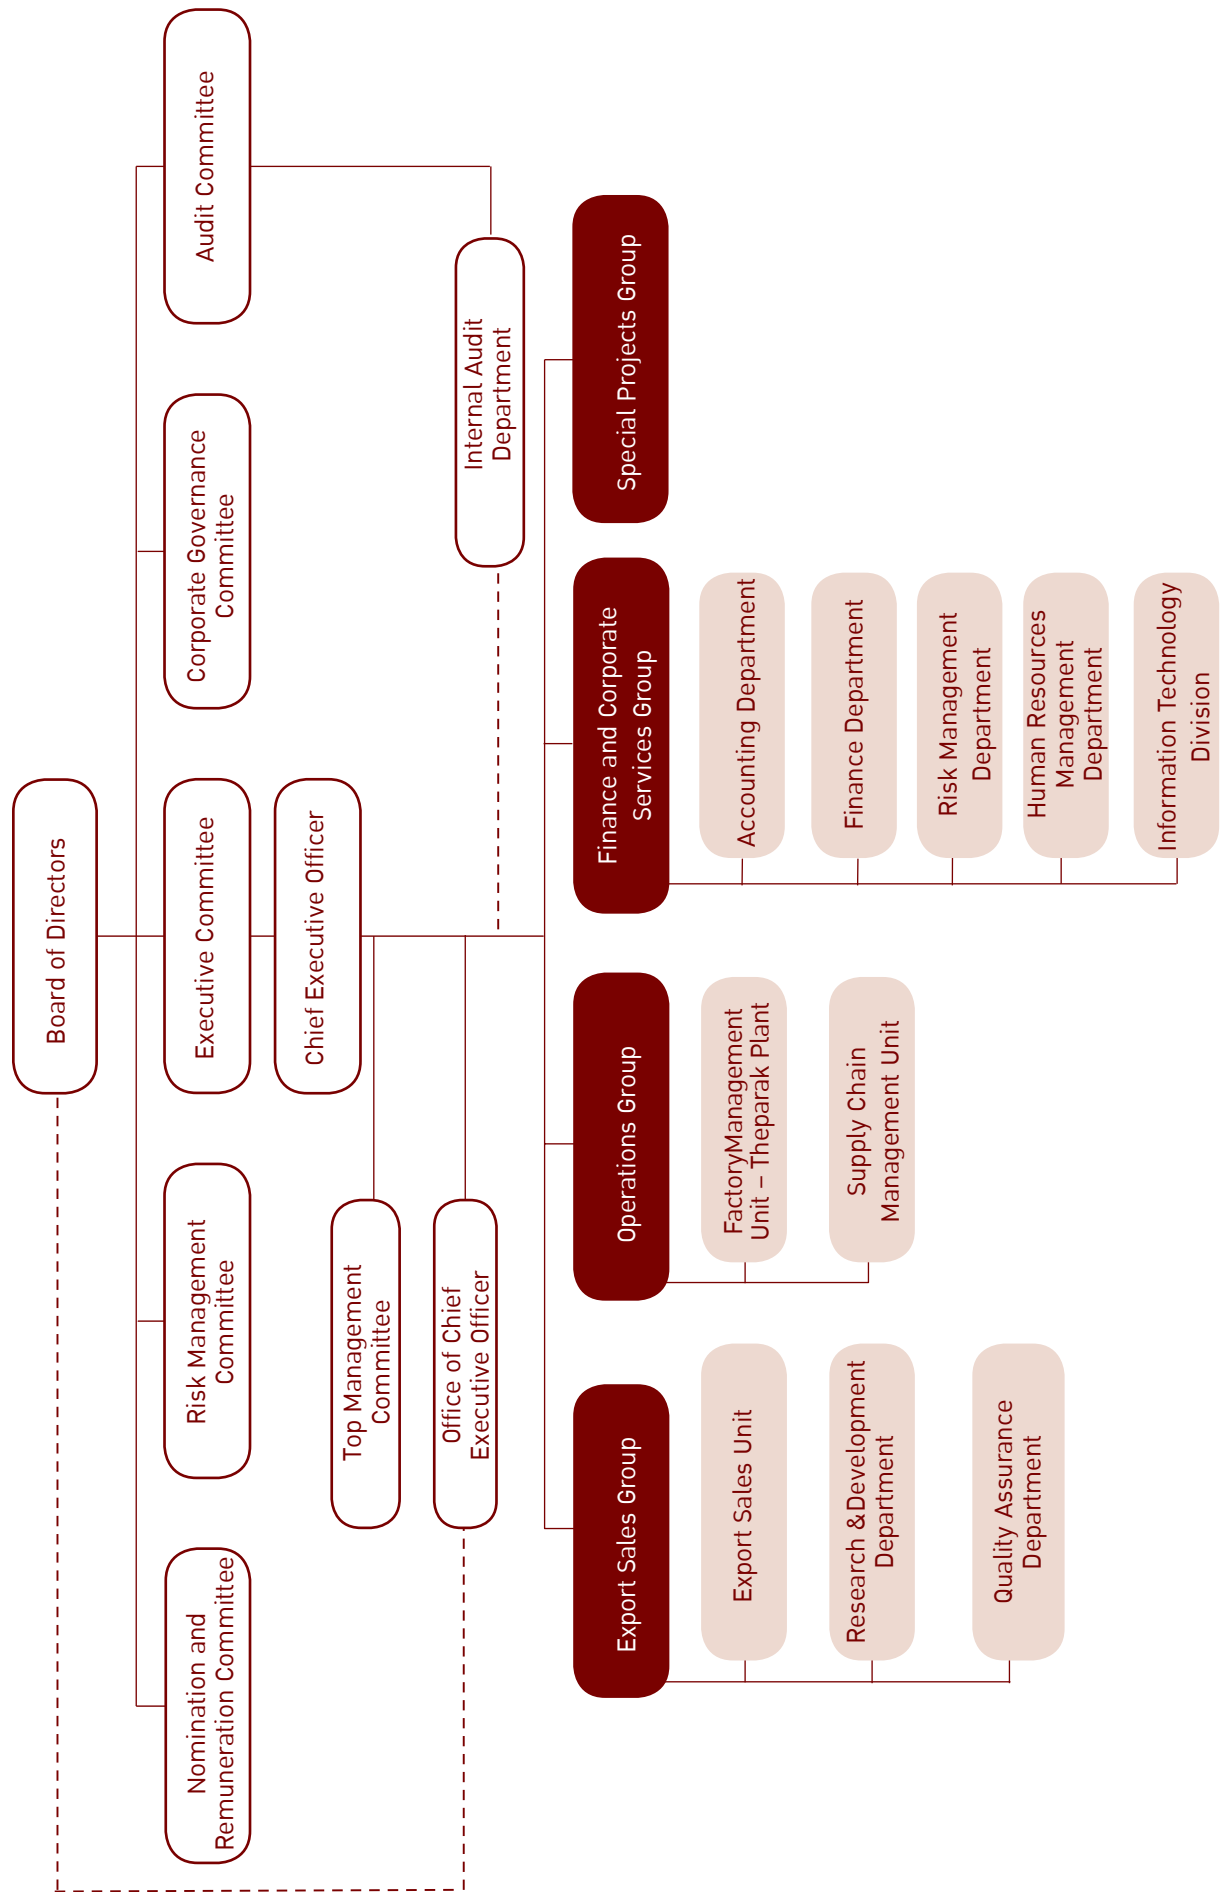 Board of Directors
Nomination and
Remuneration Committee
Risk Management
Committee
Executive Committee
Corporate Governance
Committee
Audit Committee
Chief Executive Officer
Top Management
Committee
Office of Chief
Executive Officer
Internal Audit
Department
Export Sales Group
Operations Group
Finance and Corporate
Services Group
Special Projects Group
Export Sales Unit
Research &Development
Department
Quality Assurance
Department
FactoryManagement
Unit – Theparak Plant
Supply Chain
Management Unit
Accounting Department
Finance Department
Risk Management
Department
Human Resources
Management
Department
Information Technology
Division